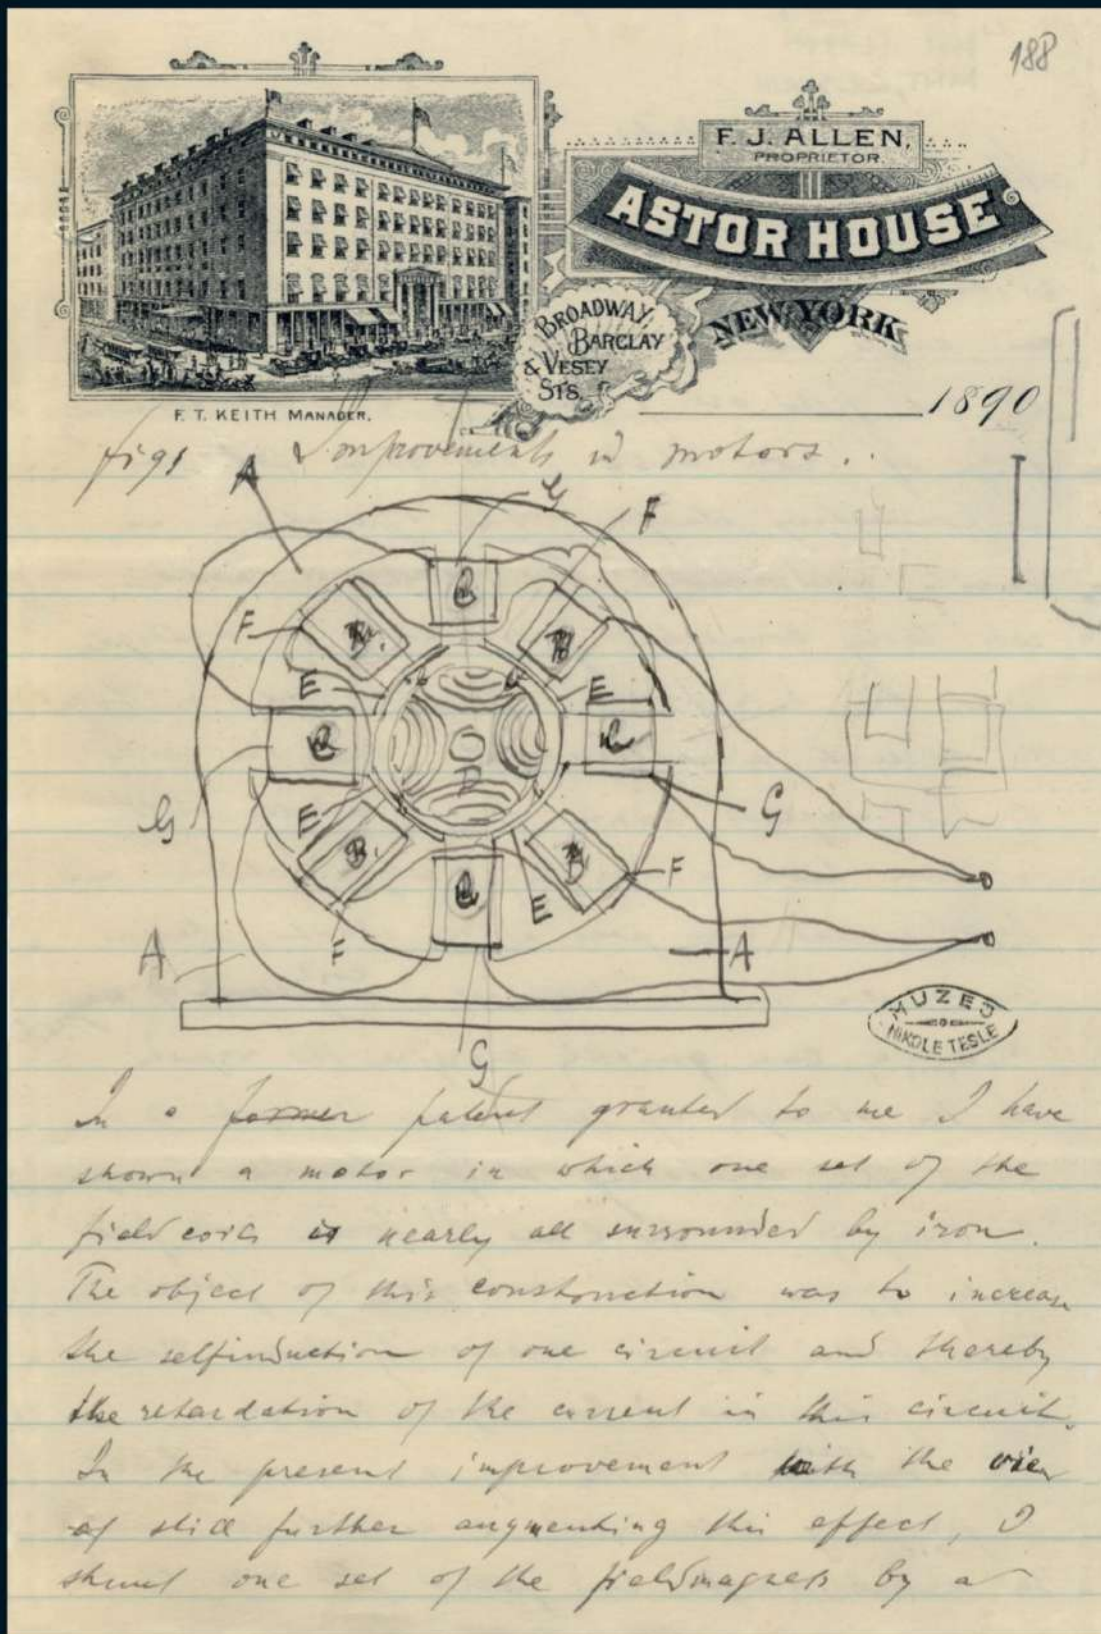 188
F. J. ALLEN,
PROPRIETOR.
ASTOR HOUSE
NEW YORK
BROADWAY,
BARCLAY
& VESEY
STS.
F. T. KEITH MANAGER.
1890
fig 1 Improvements in motors.
A
G
F
F
B
E
E
G
G
E
F
E
F
A
A
G
MUZEJ
NIKOLE TESLE
In a former patent granted to me I have
shown a motor in which one set of the
field coils is nearly all surrounded by iron.
The object of this construction was to increase
the selfinduction of one circuit and thereby
the retardation of the current in this circuit.
In the present improvement with the view
of still further augmenting this effect, I
shunt one set of the fieldmagnets by a